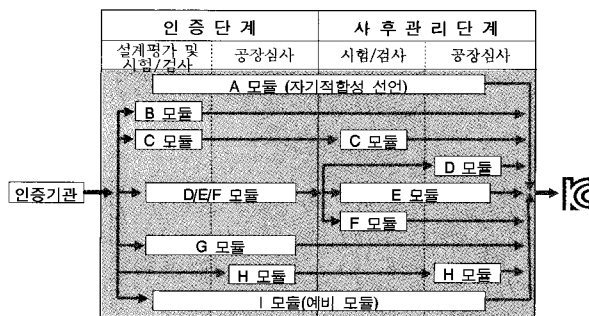 인 증 단 계
사 후 관 리 단 계
설계평가 및
시험/검사
공장심사
시험/검사
공장심사
A 모듈 (자기적합성 선언)
B 모듈
C 모듈
C 모듈
D 모듈
인증기관
D/E/F 모듈
E 모듈
F 모듈
G 모듈
H 모듈
H 모듈
I 모듈(예비 모듈)